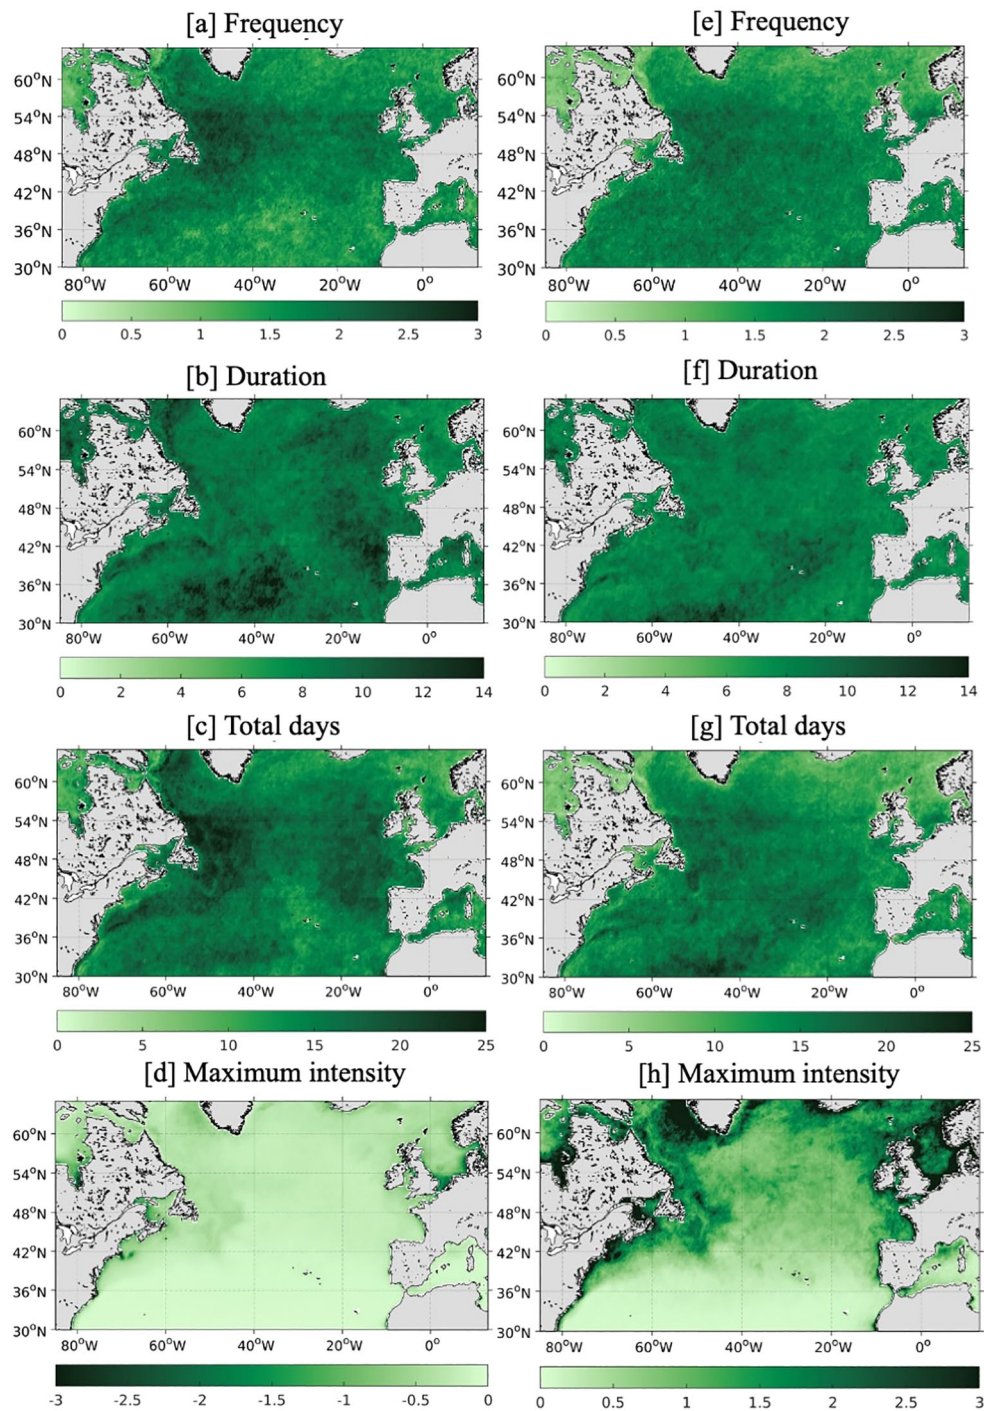 [a] Frequency
60°N
54°N
48°N
42°N
36°N
30°N
80°W 60°W 40°W 20°W 0°
0 0.5 1 1.5 2 2.5 3
[e] Frequency
60°N
54°N
48°N
42°N
36°N
30°N
80°W 60°W 40°W 20°W 0°
0 0.5 1 1.5 2 2.5 3
[b] Duration
60°N
54°N
48°N
42°N
36°N
30°N
80°W 60°W 40°W 20°W 0°
0 2 4 6 8 10 12 14
[f] Duration
60°N
54°N
48°N
42°N
36°N
30°N
80°W 60°W 40°W 20°W 0°
0 2 4 6 8 10 12 14
[c] Total days
60°N
54°N
48°N
42°N
36°N
30°N
80°W 60°W 40°W 20°W 0°
0 5 10 15 20 25
[g] Total days
60°N
54°N
48°N
42°N
36°N
30°N
80°W 60°W 40°W 20°W 0°
0 5 10 15 20 25
[d] Maximum intensity
60°N
54°N
48°N
42°N
36°N
30°N
80°W 60°W 40°W 20°W 0°
-3 -2.5 -2 -1.5 -1 -0.5 0
[h] Maximum intensity
60°N
54°N
48°N
42°N
36°N
30°N
80°W 60°W 40°W 20°W 0°
0 0.5 1 1.5 2 2.5 3